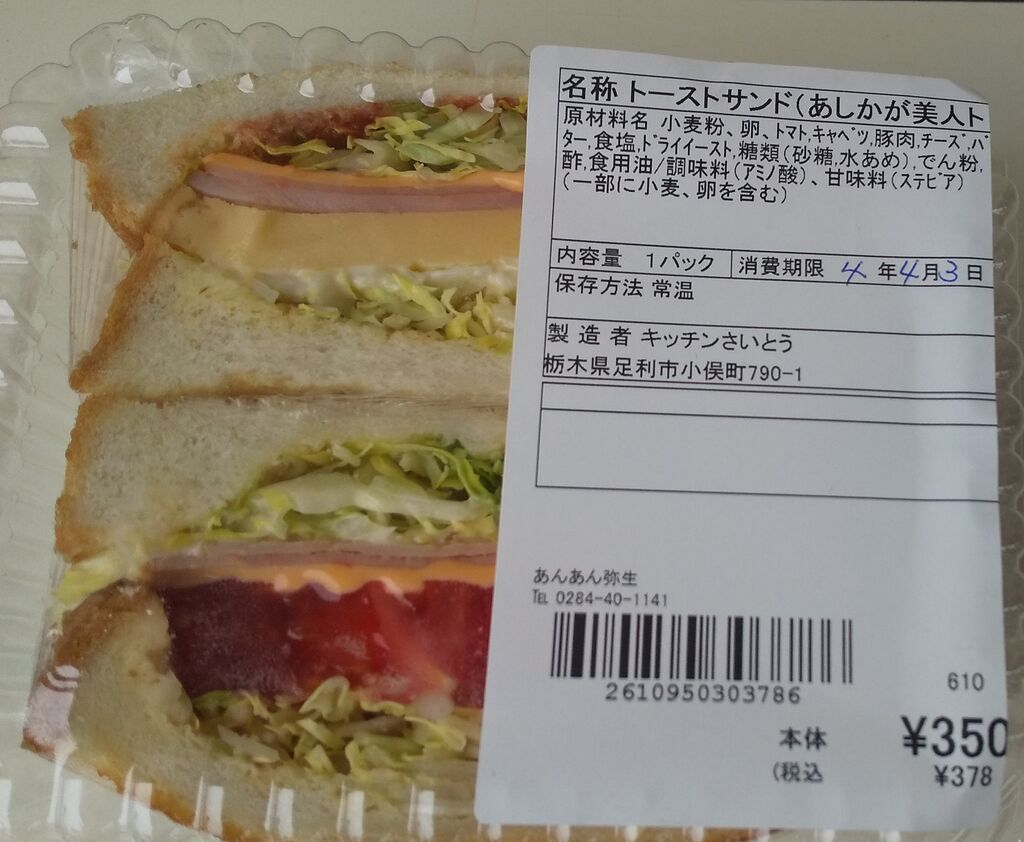 名称 トーストサンド(あしかが美人ト
原材料名 小麦粉、卵、トマト,キャベツ,豚肉,チーズ,バ
ター,食塩,ドライイースト,糖類(砂糖,水あめ),でん粉,
酢,食用油/調味料(アミノ酸)、甘味料(ステビア)
(一部に小麦、卵を含む)
内容量 1パック 消費期限 4年4月3日
保存方法 常温
製造者 キッチンさいとう
栃木県足利市小俣町790-1
あんあん弥生
TEL 0284-40-1141
2610950303786
610
本体 ¥350
(税込 ¥378